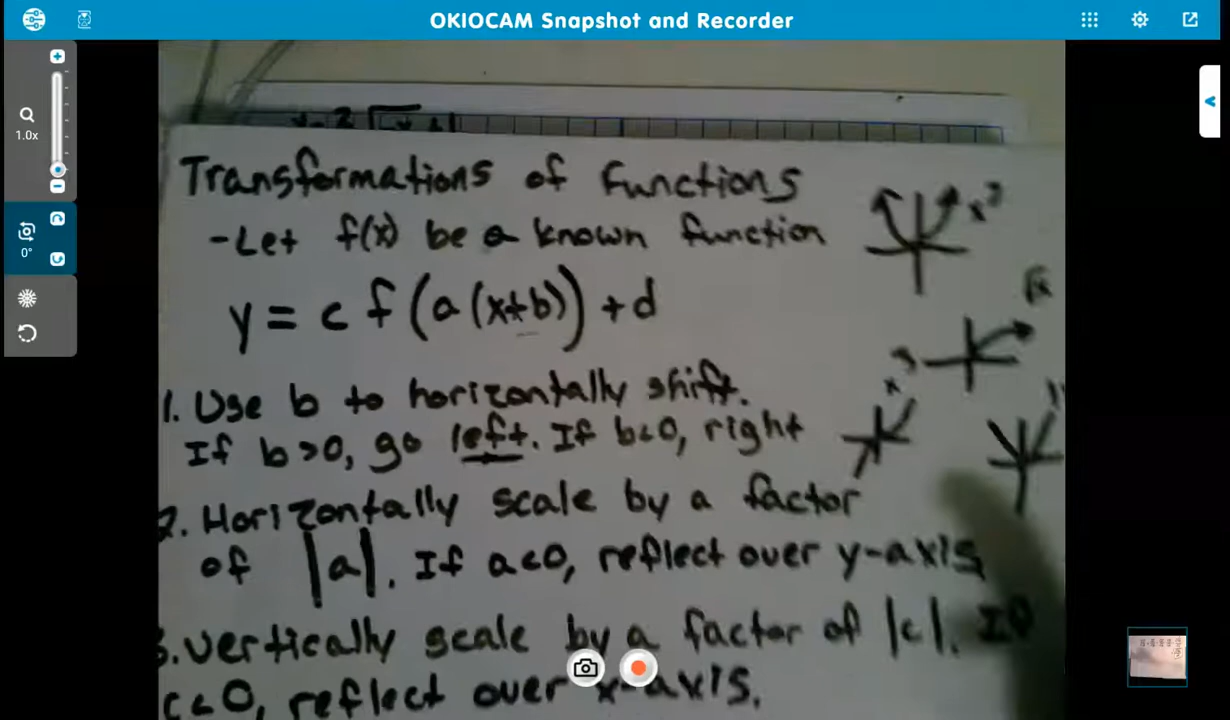 OKIOCAM Snapshot and Recorder
1.0x
0°
Transformations of Functions
-Let f(x) be a known function
y = c f(a(x+b)) + d
1. Use b to horizontally shift.
If b>0, go left. If b<0, right
2. Horizontally scale by a factor
of |a|. If a<0, reflect over y-axis
3. Vertically scale by a factor of |c|. If
c<0, reflect over x-axis.